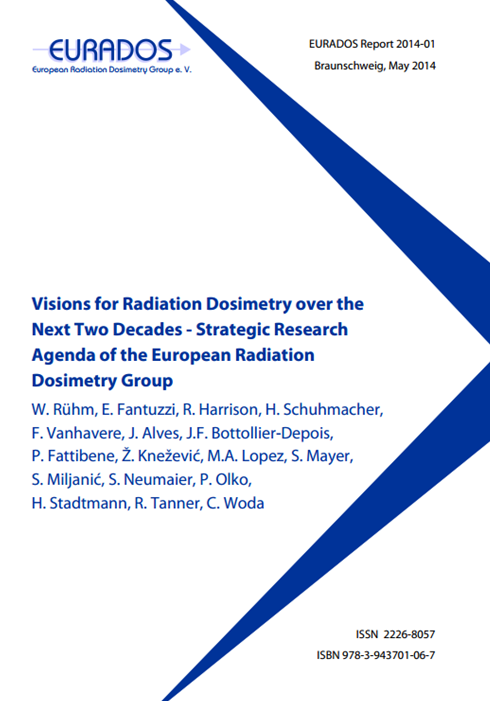 EURADOS
European Radiation Dosimetry Group e. V.
EURADOS Report 2014-01
Braunschweig, May 2014
Visions for Radiation Dosimetry over the
Next Two Decades - Strategic Research
Agenda of the European Radiation
Dosimetry Group
W. Rühm, E. Fantuzzi, R. Harrison, H. Schuhmacher,
F. Vanhavere, J. Alves, J.F. Bottollier-Depois,
P. Fattibene, Ž. Knežević, M.A. Lopez, S. Mayer,
S. Miljanić, S. Neumaier, P. Olko,
H. Stadtmann, R. Tanner, C. Woda
ISSN 2226-8057
ISBN 978-3-943701-06-7